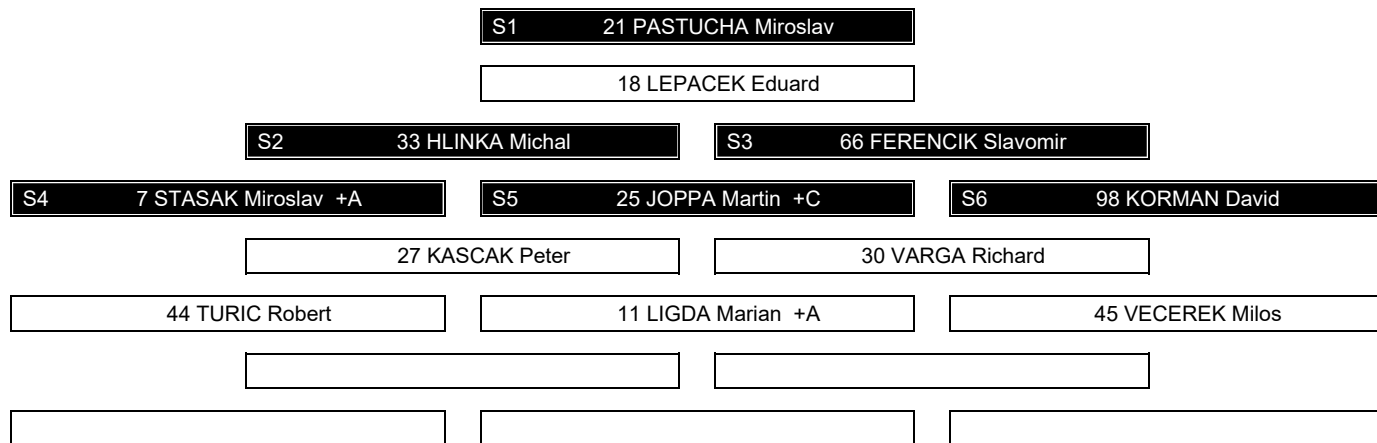 S1 21 PASTUCHA Miroslav
18 LEPACEK Eduard
S2 33 HLINKA Michal S3 66 FERENCIK Slavomir
S4 7 STASAK Miroslav +A S5 25 JOPPA Martin +C S6 98 KORMAN David
27 KASCAK Peter 30 VARGA Richard
44 TURIC Robert 11 LIGDA Marian +A 45 VECEREK Milos